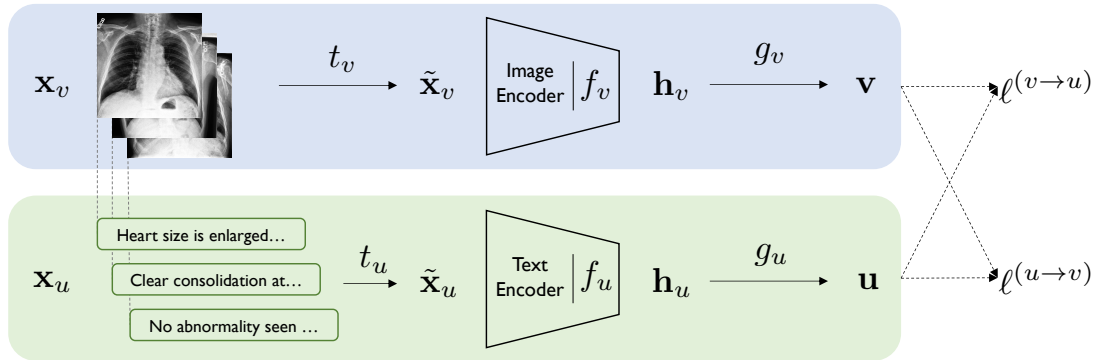 x_v t_v x̃_v Image Encoder | f_v h_v g_v v ℓ^(v→u)
Heart size is enlarged…
x_u Clear consolidation at… t_u x̃_u Text Encoder | f_u h_u g_u u ℓ^(u→v)
No abnormality seen …